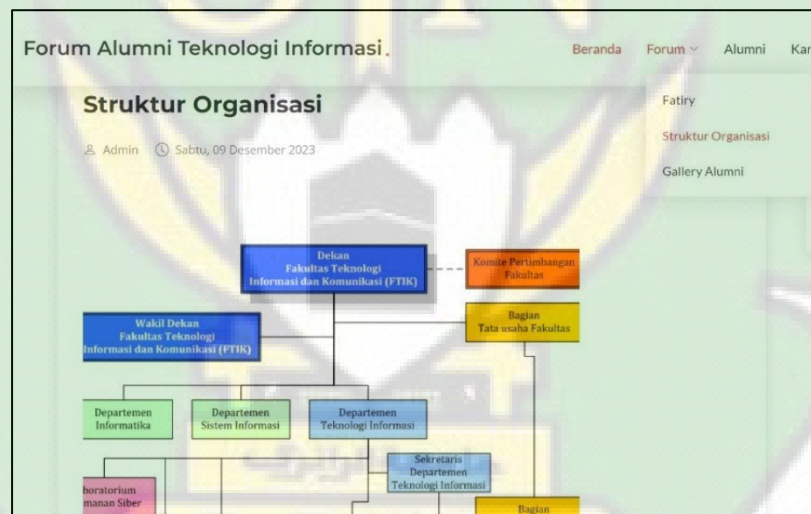 Forum Alumni Teknologi Informasi.
Beranda Forum Alumni
Fatiry
Struktur Organisasi
Gallery Alumni
Struktur Organisasi
Admin Sabtu, 09 Desember 2023
Dekan
Fakultas Teknologi
Informasi dan Komunikasi (FTIK)
Komite Pertimbangan
Fakultas
Wakil Dekan
Fakultas Teknologi
Informasi dan Komunikasi (FTIK)
Bagian
Tata usaha Fakultas
Departemen
Informatika
Departemen
Sistem Informasi
Departemen
Teknologi Informasi
Sekretaris
Departemen
Teknologi Informasi
boratorium
manan Siber
Bagian